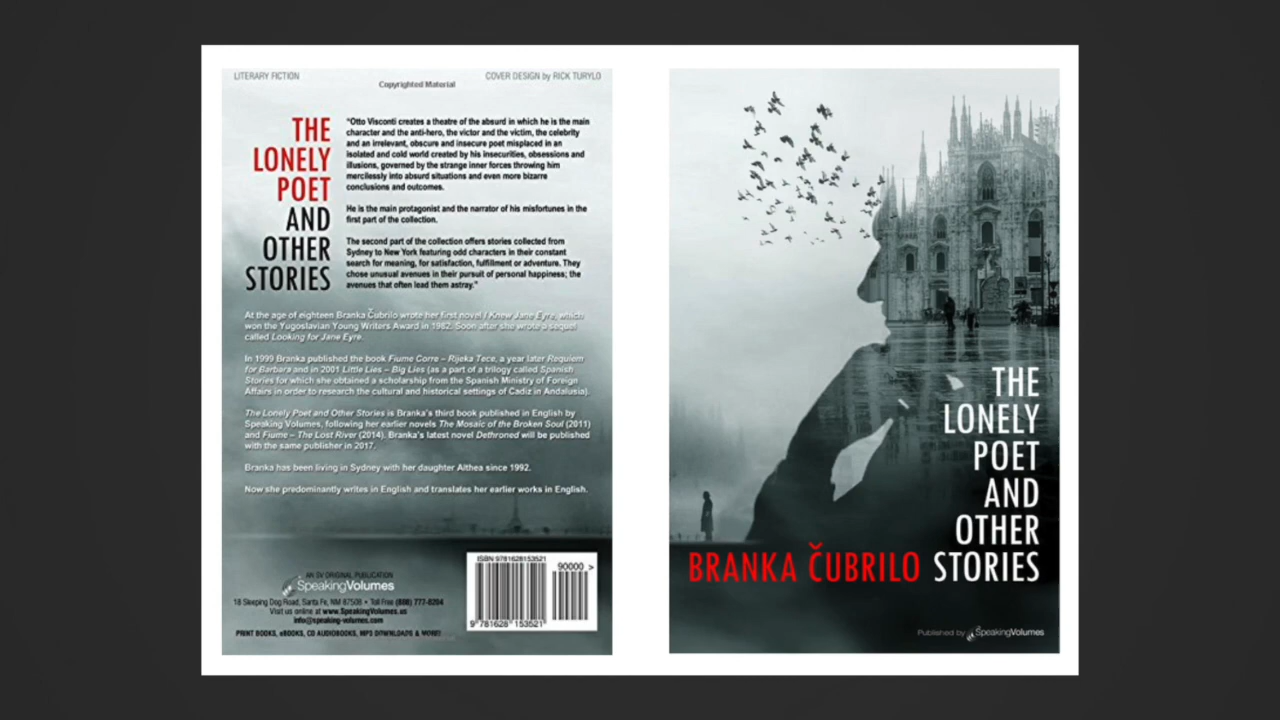 LITERARY FICTION
COVER DESIGN by RICK TURYLO
Copyrighted Material
THE
LONELY
POET
AND
OTHER
STORIES
"Otto Visconti creates a theatre of the absurd in which he is the main
character and the anti-hero, the victor and the victim, the celebrity
and an irrelevant, obscure and insecure poet misplaced in an
isolated and cold world created by his insecurities, obsessions and
illusions, governed by the strange inner forces throwing him
mercilessly into absurd situations and even more bizarre
conclusions and outcomes.
He is the main protagonist and the narrator of his misfortunes in the
first part of the collection.
The second part of the collection offers stories collected from
Sydney to New York featuring odd characters in their constant
search for meaning, for satisfaction, fulfillment or adventure. They
chose unusual avenues in their pursuit of personal happiness; the
avenues that often lead them astray."
At the age of eighteen Branka Čubrilo wrote her first novel I Knew Jane Eyre, which
won the Yugoslavian Young Writers Award in 1982. Soon after she wrote a sequel
called Looking for Jane Eyre.
In 1999 Branka published the book Fiume Corre – Rijeka Tece, a year later Requiem
for Barbara and in 2001 Little Lies – Big Lies (as a part of a trilogy called Spanish
Stories for which she obtained a scholarship from the Spanish Ministry of Foreign
Affairs in order to research the cultural and historical settings of Cadiz in Andalusia).
The Lonely Poet and Other Stories is Branka's third book published in English by
Speaking Volumes, following her earlier novels The Mosaic of the Broken Soul (2011)
and Fiume – The Lost River (2014). Branka's latest novel Dethroned will be published
with the same publisher in 2017.
Branka has been living in Sydney with her daughter Althea since 1992.
Now she predominantly writes in English and translates her earlier works in English.
AN SV ORIGINAL PUBLICATION
SpeakingVolumes
18 Sleeping Dog Road, Santa Fe, NM 87508 • Toll Free (888) 777-8204
Visit us online at www.SpeakingVolumes.us
info@speaking-volumes.com
PRINT BOOKS, eBOOKS, CD AUDIOBOOKS, MP3 DOWNLOADS & MORE!
ISBN 9781628153521
90000 >
9 781628 153521
THE
LONELY
POET
AND
OTHER
BRANKA ČUBRILO STORIES
Published by SpeakingVolumes